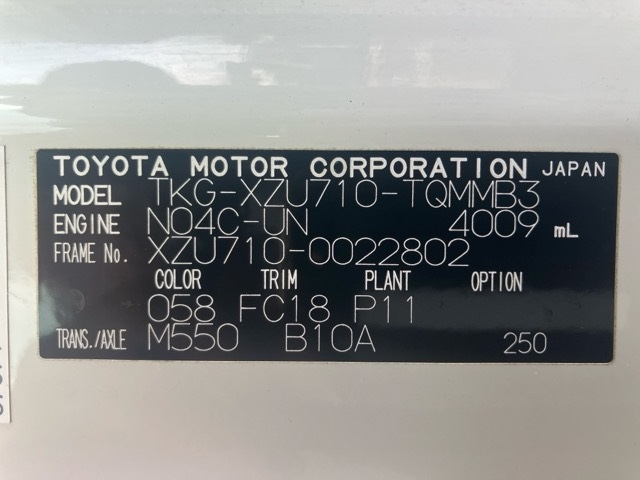 TOYOTA MOTOR CORPORATION JAPAN
MODEL TKG-XZU710-TQMMB3
ENGINE N04C-UN 4009 mL
FRAME No. XZU710-0022802
COLOR TRIM PLANT OPTION
058 FC18 P11
TRANS./AXLE M550 B10A 250